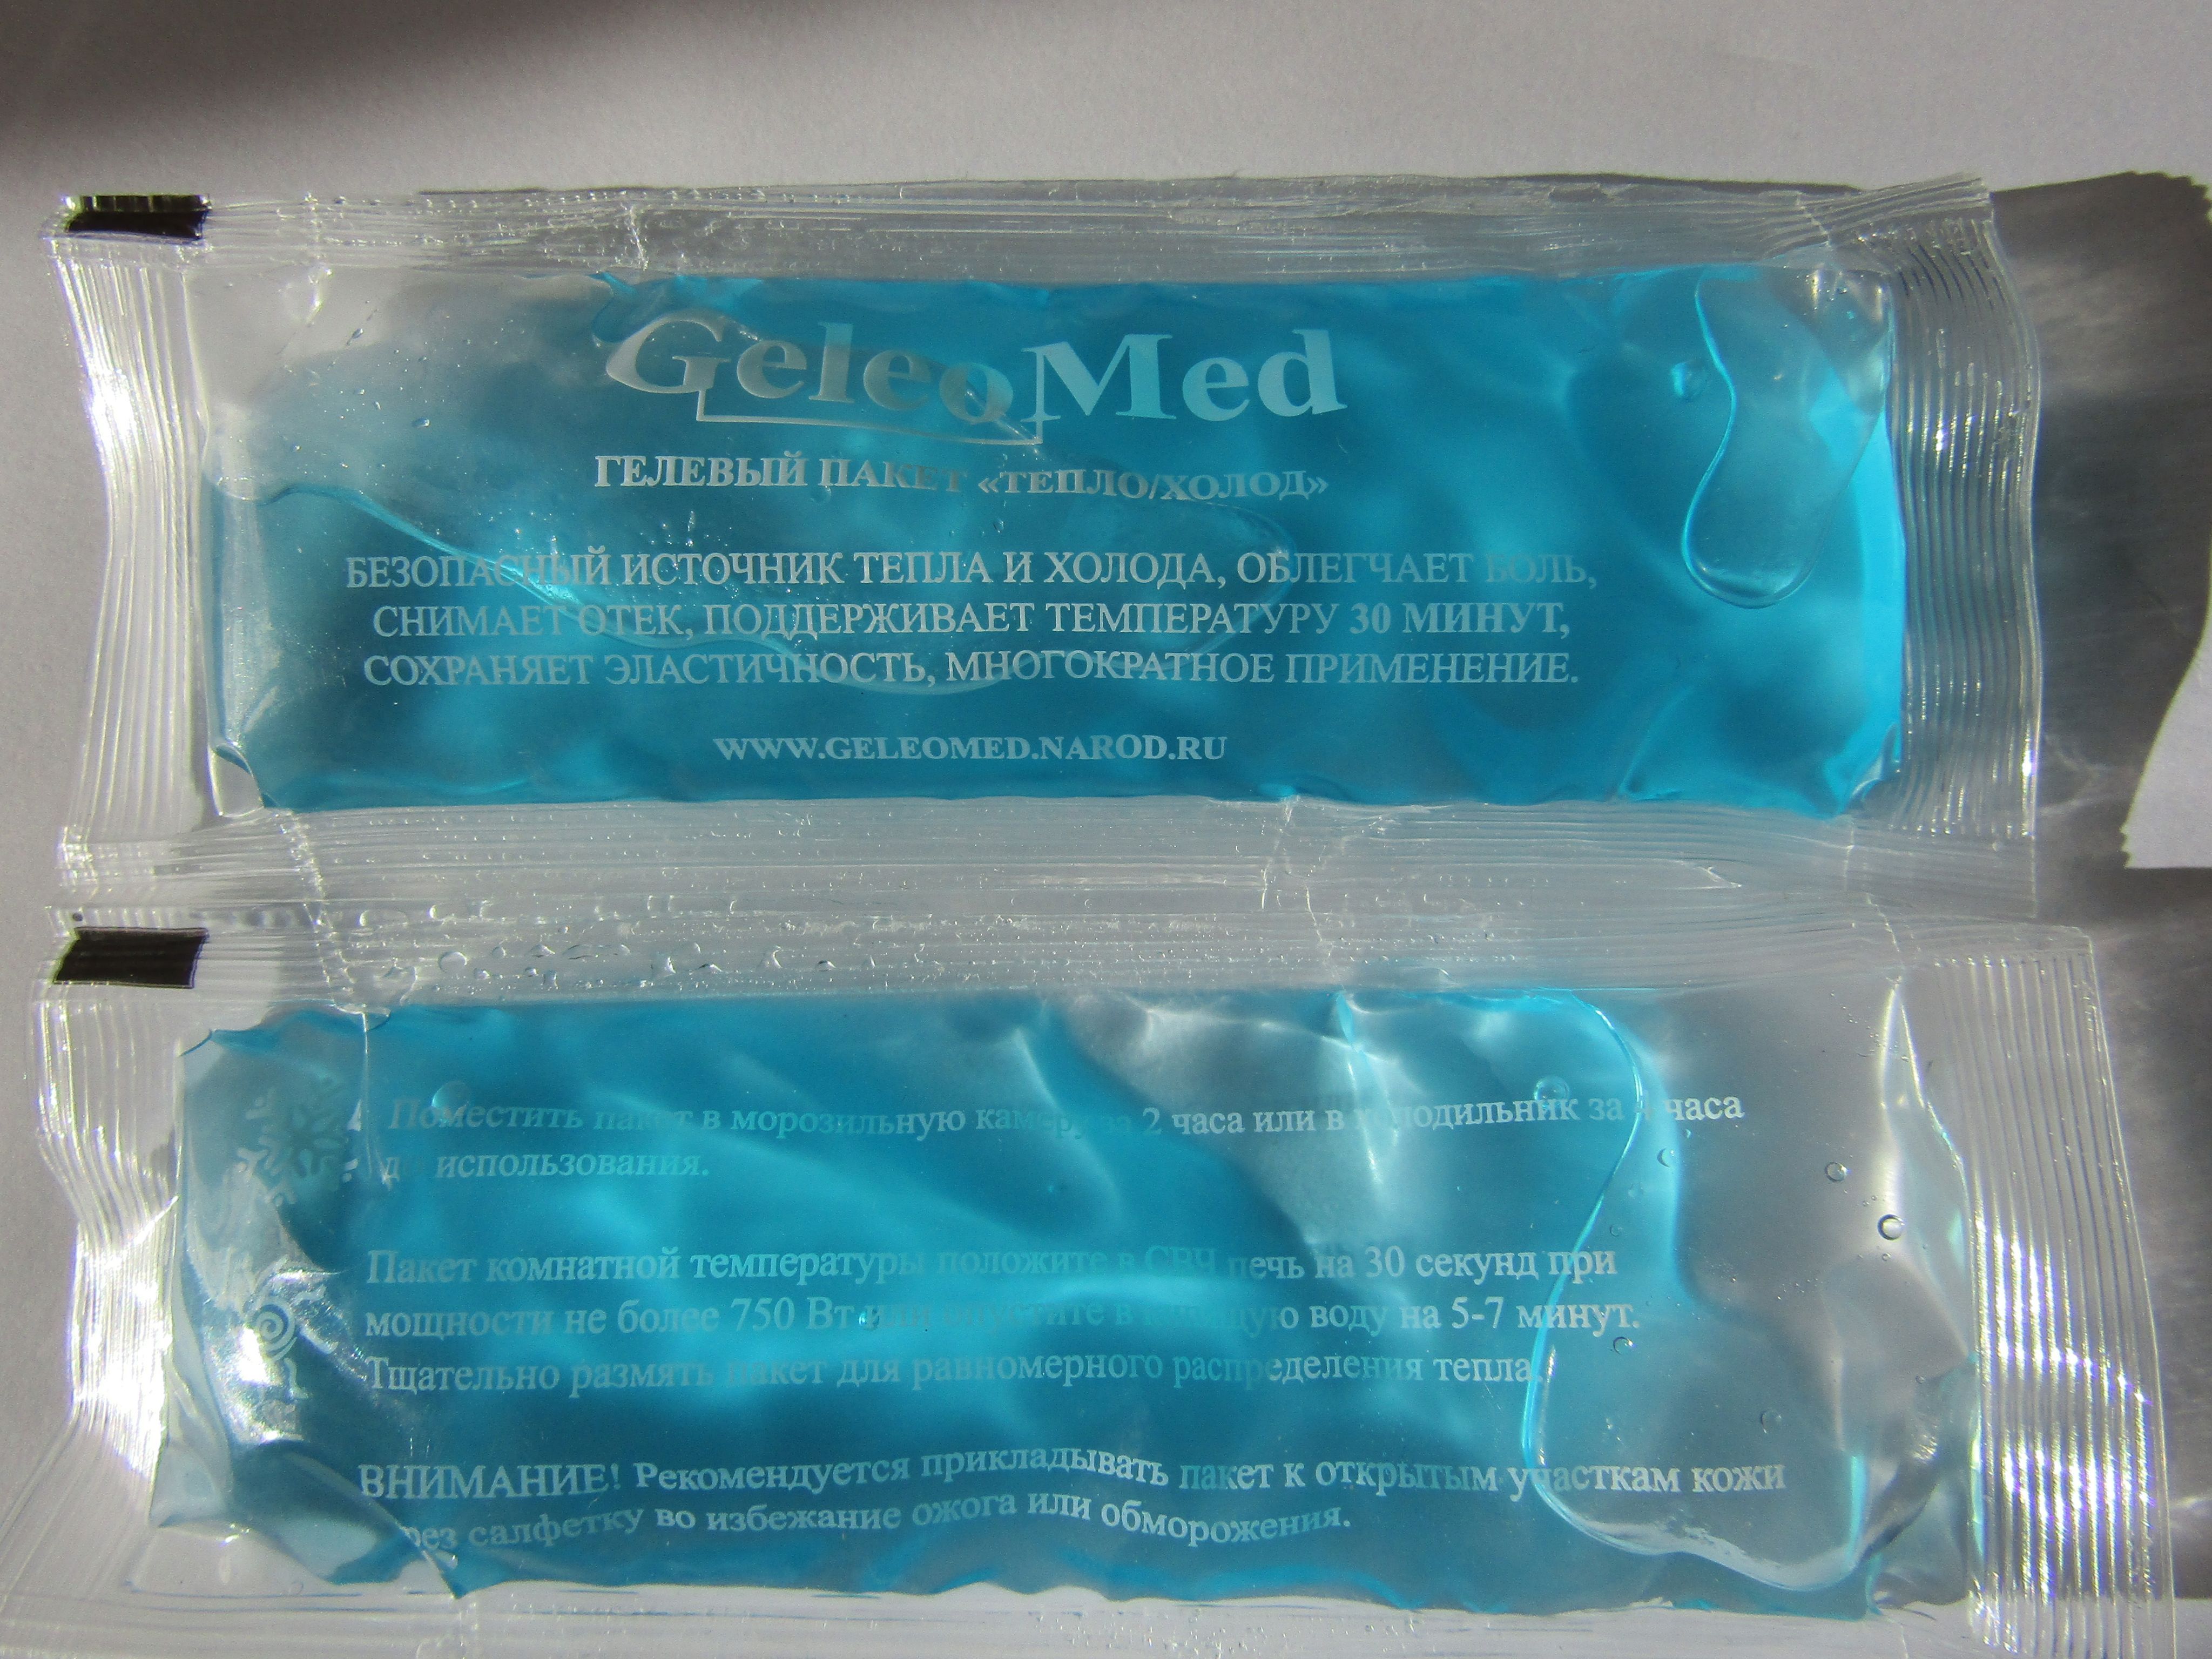 GeleoMed
ГЕЛЕВЫЙ ПАКЕТ «ТЕПЛО/ХОЛОД»
БЕЗОПАСНЫЙ ИСТОЧНИК ТЕПЛА И ХОЛОДА, ОБЛЕГЧАЕТ БОЛЬ,
СНИМАЕТ ОТЕК, ПОДДЕРЖИВАЕТ ТЕМПЕРАТУРУ 30 МИНУТ,
СОХРАНЯЕТ ЭЛАСТИЧНОСТЬ, МНОГОКРАТНОЕ ПРИМЕНЕНИЕ.
WWW.GELEOMED.NAROD.RU
Поместить пакет в морозильную камеру за 2 часа или в холодильник за часа
до использования.
Пакет комнатной температуры положите в СВЧ печь на 30 секунд при
мощности не более 750 Вт или опустите в кипящую воду на 5-7 минут.
Тщательно размять пакет для равномерного распределения тепла.
ВНИМАНИЕ! Рекомендуется прикладывать пакет к открытым участкам кожи
через салфетку во избежание ожога или обморожения.